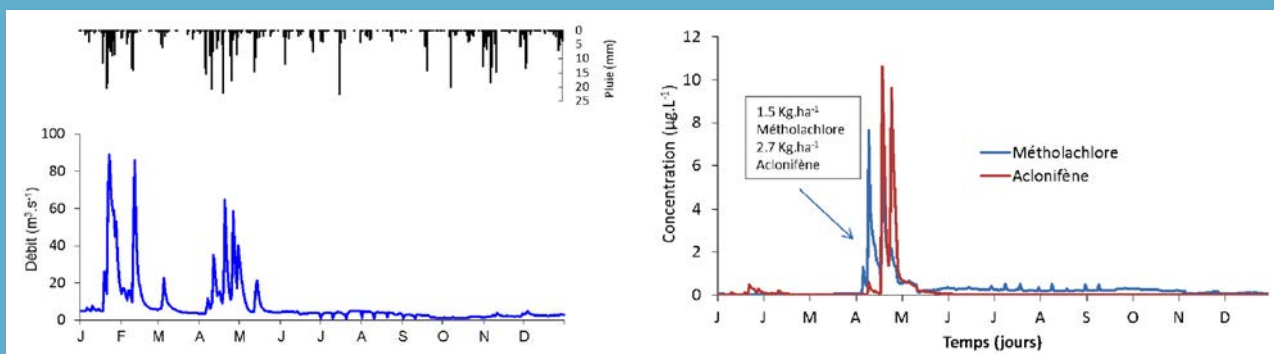 0
5
10
15
20
25
Pluie (mm)
100
80
60
40
20
0
Débit (m³.s⁻¹)
J F M A M J J A S O N D
12
10
8
6
4
2
0
Concentration (µg.L⁻¹)
1.5 Kg.ha⁻¹
Métholachlore
2.7 Kg.ha⁻¹
Aclonifène
Métholachlore
Aclonifène
J J M A M J J A S O N D
Temps (jours)